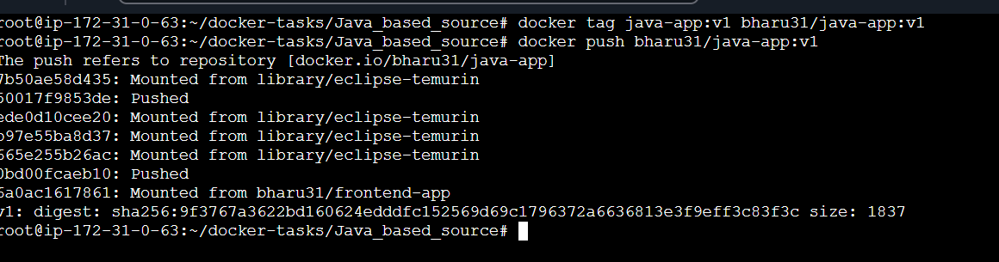 root@ip-172-31-0-63:~/docker-tasks/Java_based_source# docker tag java-app:v1 bharu31/java-app:v1
root@ip-172-31-0-63:~/docker-tasks/Java_based_source# docker push bharu31/java-app:v1
The push refers to repository [docker.io/bharu31/java-app]
7b50ae58d435: Mounted from library/eclipse-temurin
50017f9853de: Pushed
ede0d10cee20: Mounted from library/eclipse-temurin
b97e55ba8d37: Mounted from library/eclipse-temurin
665e255b26ac: Mounted from library/eclipse-temurin
0bd00fcaeb10: Pushed
6a0ac1617861: Mounted from bharu31/frontend-app
v1: digest: sha256:9f3767a3622bd160624edddfc152569d69c1796372a6636813e3f9eff3c83f3c size: 1837
root@ip-172-31-0-63:~/docker-tasks/Java_based_source#